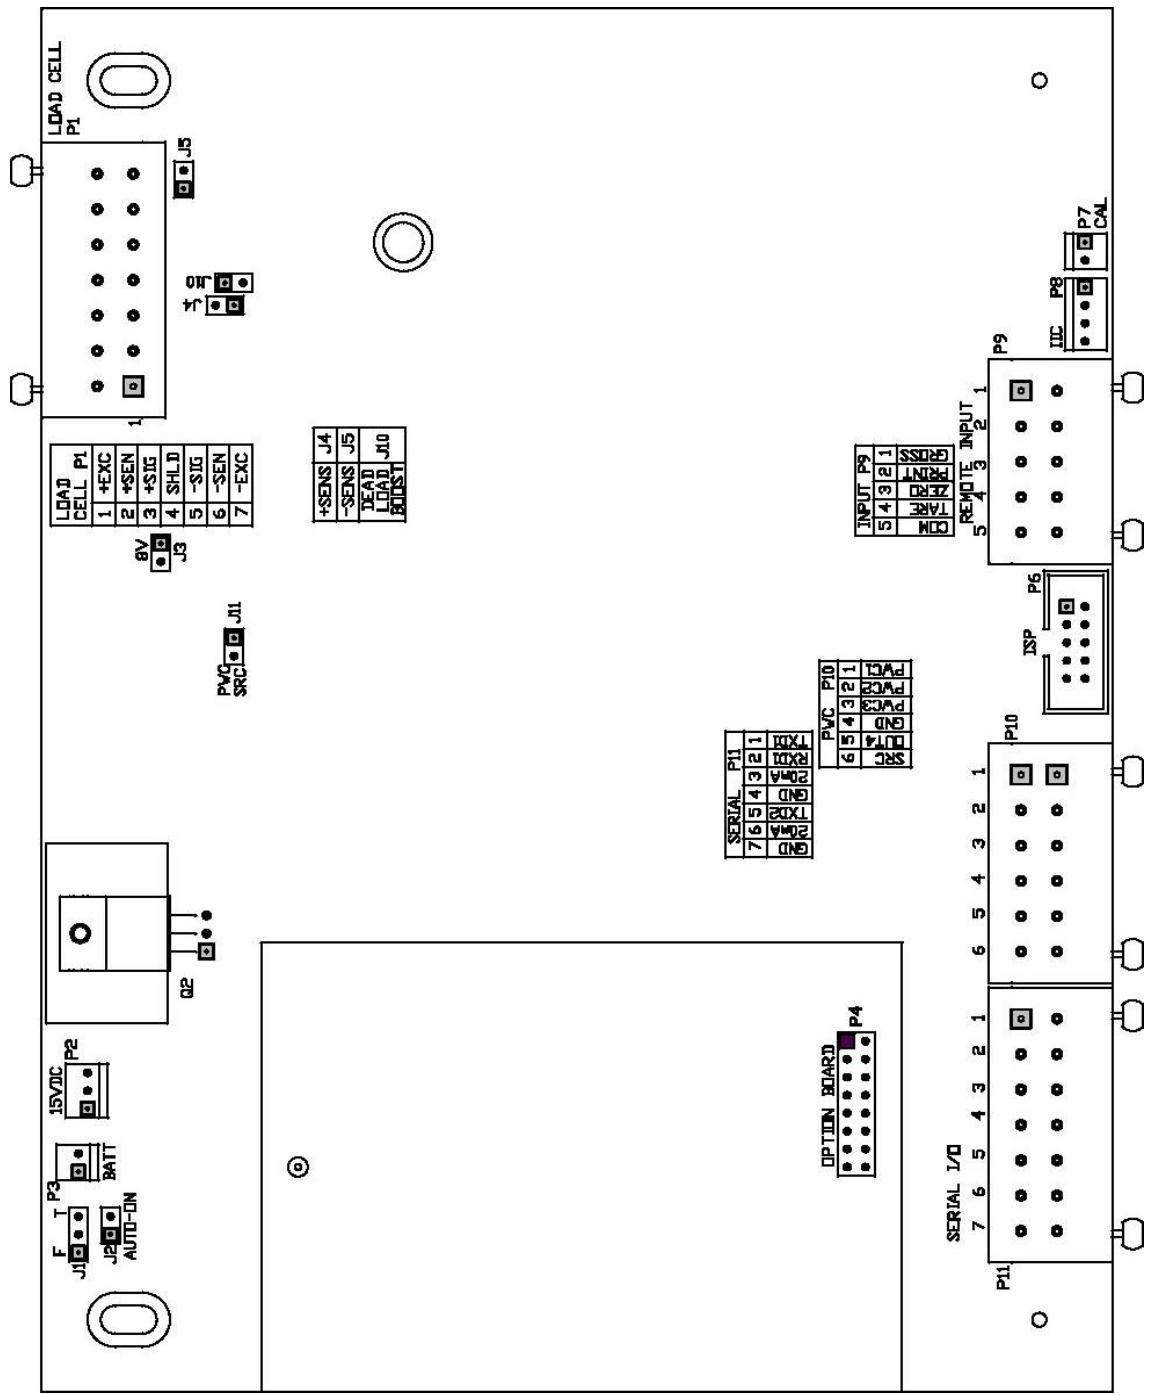 LOAD CELL
P1
J5
J10
J4
1
LOAD
CELL P1
1 +EXC
2 +SEN
3 +SIG
4 SHLD
5 -SIG
6 -SEN
7 -EXC
+SENS J4
-SENS J5
DEAD
LOAD J10
BOOST
8V
J3
PWC
SRC
J11
P7
CAL
P8
IIC
P9
REMOTE INPUT
1
2
3
4
5
INPUT P9
5 4 3 2 1
COM TARE ZERO PRNT GROSS
P6
ISP
PWC P10
6 5 4 3 2 1
SRC OUT4 GND PWC3 PWC2 PWC1
SERIAL P11
7 6 5 4 3 2 1
GND 20mA TXD2 GND 20mA RXD1 TXD1
P10
1
2
3
4
5
6
Q2
P2
15VDC
P3
BATT
F T
J1
J2
AUTO-ON
OPTION BOARD
P4
SERIAL I/O
1
2
3
4
5
6
7
P11